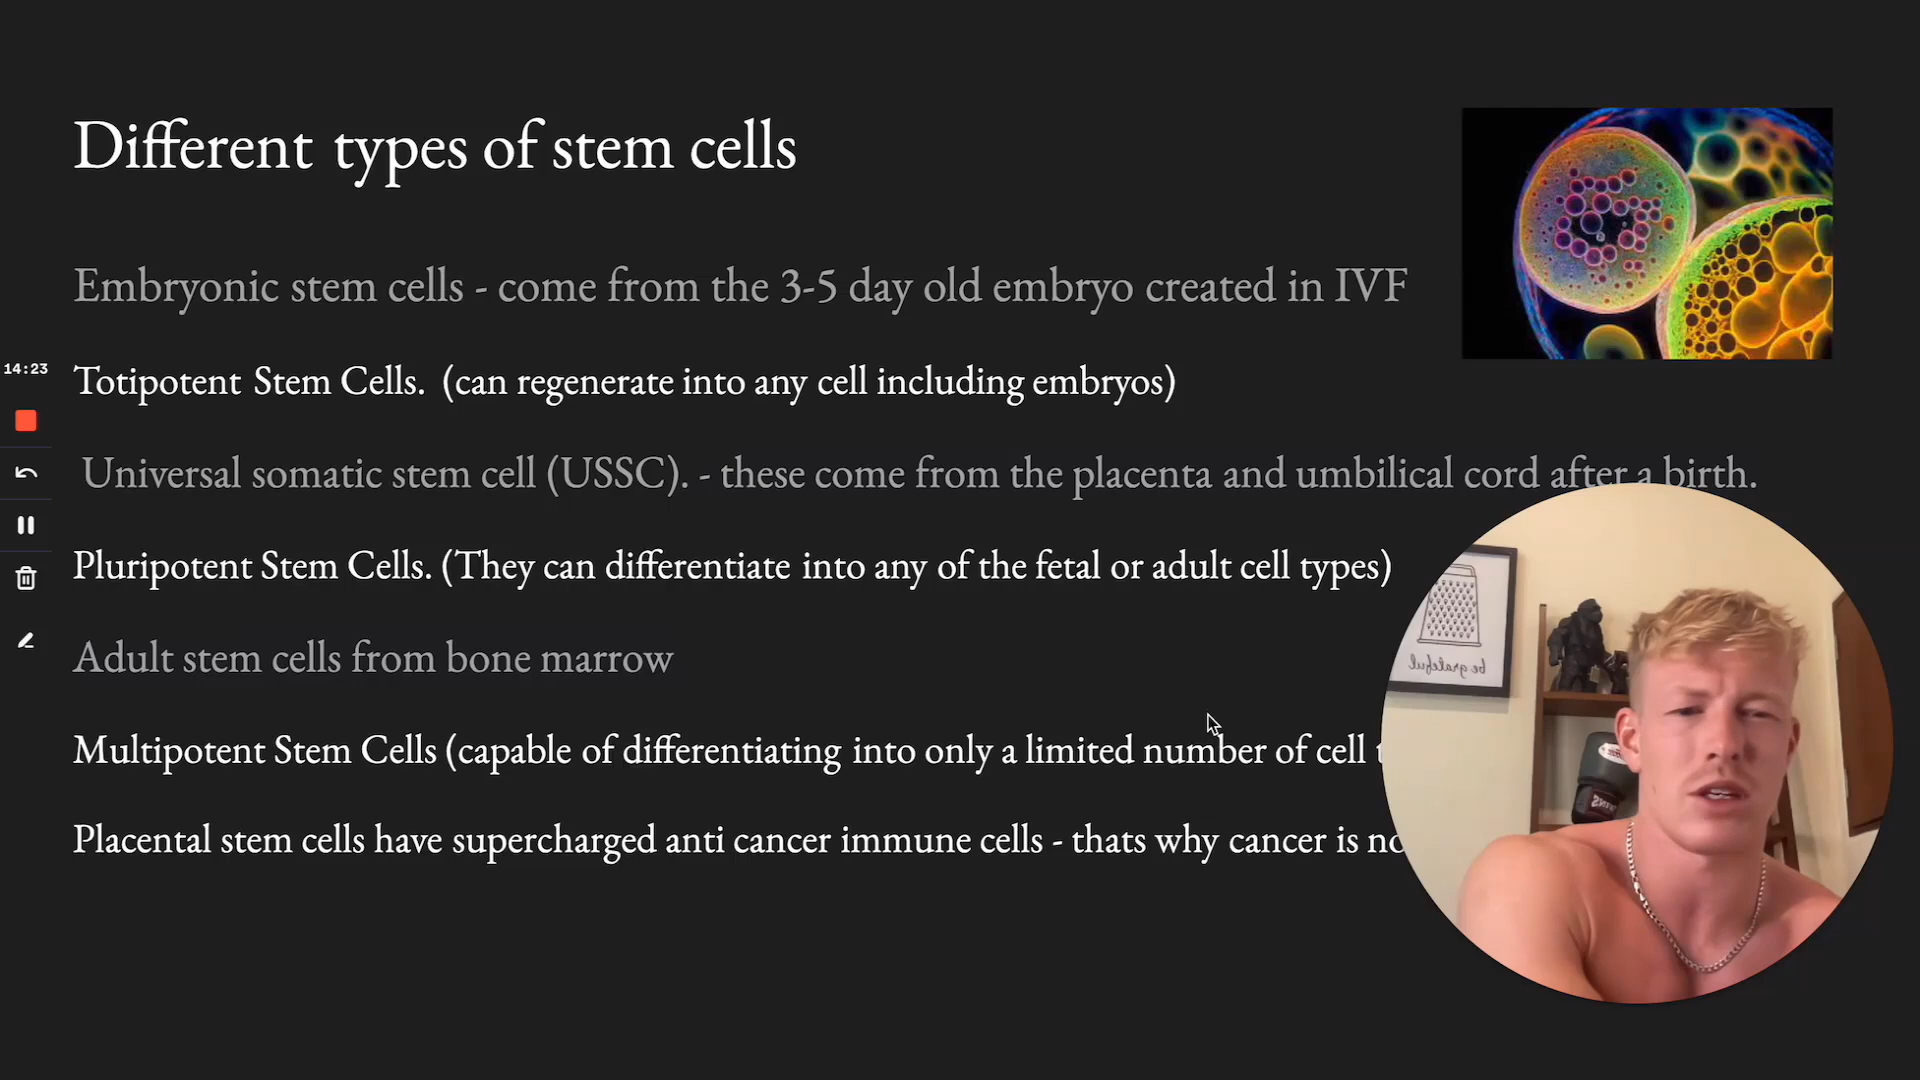 Different types of stem cells
Embryonic stem cells - come from the 3-5 day old embryo created in IVF
14:23
Totipotent Stem Cells. (can regenerate into any cell including embryos)
Universal somatic stem cell (USSC). - these come from the placenta and umbilical cord after a birth.
Pluripotent Stem Cells. (They can differentiate into any of the fetal or adult cell types)
be grateful
Adult stem cells from bone marrow
Multipotent Stem Cells (capable of differentiating into only a limited number of cell
Placental stem cells have supercharged anti cancer immune cells - thats why cancer is